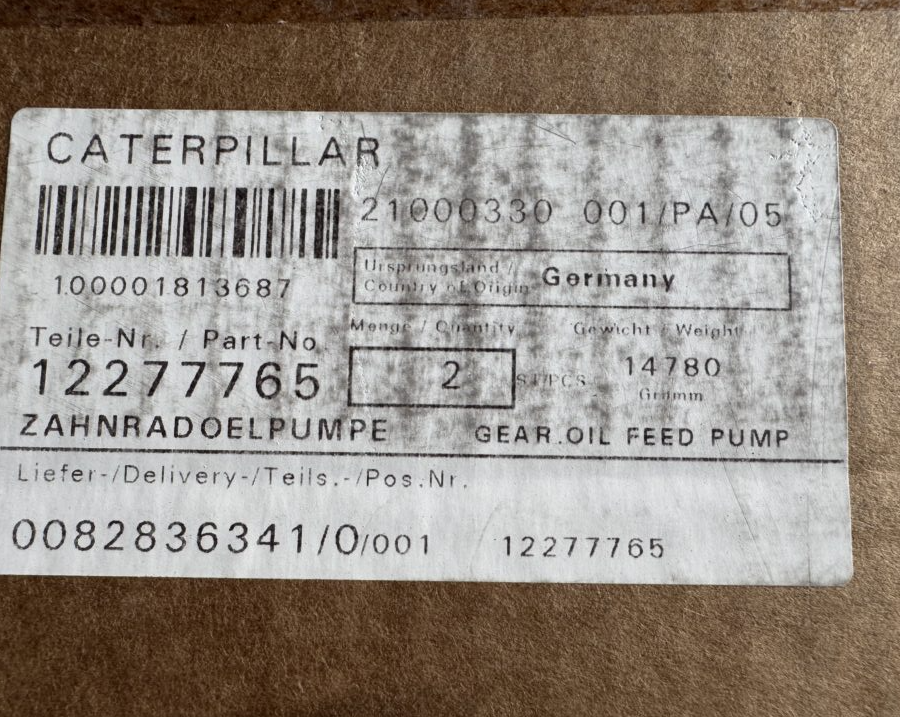 CATERPILLAR
21000330 001/PA/05
100001813687
Ursprungsland /
Country of Origin Germany
Menge / Quantity
Gewicht / Weight
Teile-Nr. / Part-No
12277765
2 ST/PCS
14780
Gramm
ZAHNRADOELPUMPE GEAR.OIL FEED PUMP
Liefer-/Delivery-/Teils.-/Pos.Nr.
0082836341/0/001 12277765